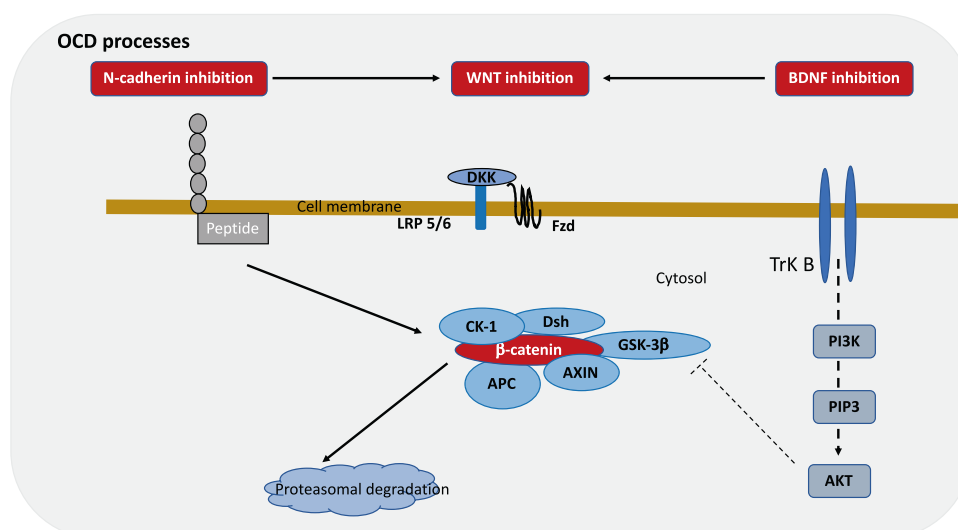 OCD processes
N-cadherin inhibition
WNT inhibition
BDNF inhibition
DKK
Cell membrane
LRP 5/6
Fzd
Peptide
TrK B
Cytosol
CK-1
Dsh
β-catenin
GSK-3β
APC
AXIN
PI3K
PIP3
AKT
Proteasomal degradation